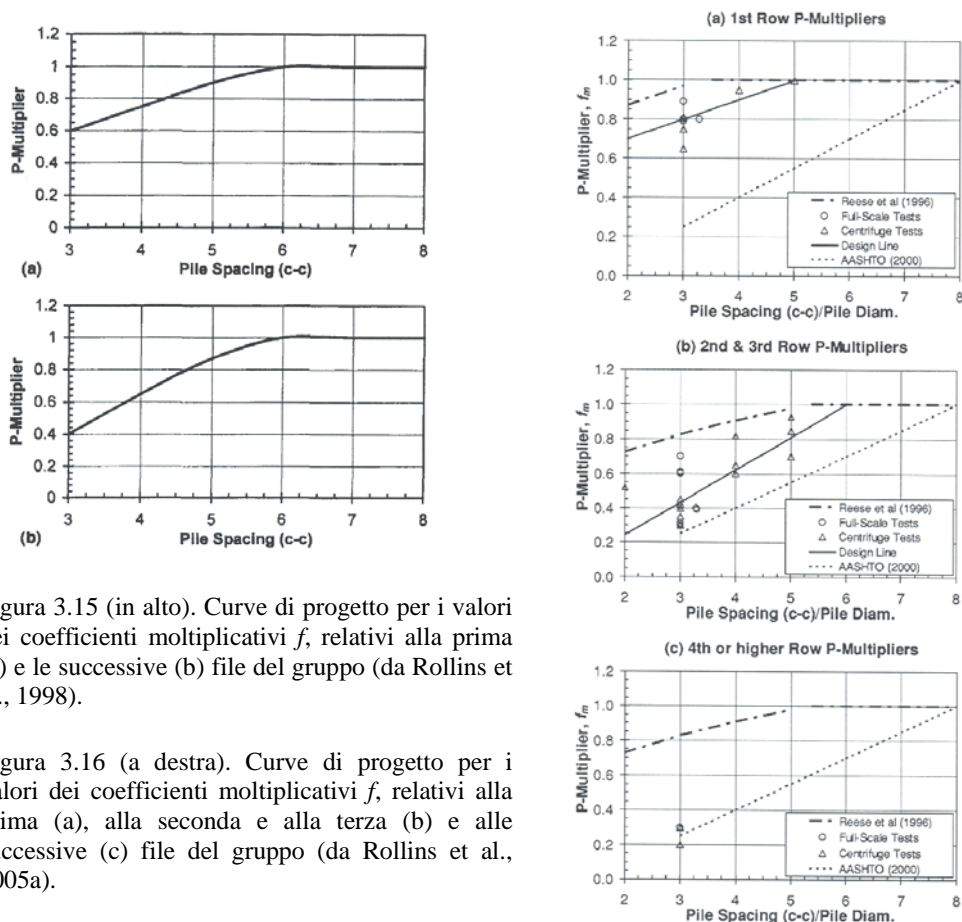 1.2
1
0.8
0.6
0.4
0.2
0
P-Multiplier
3 4 5 6 7 8
(a)
Pile Spacing (c-c)
1.2
1
0.8
0.6
0.4
0.2
0
P-Multiplier
3 4 5 6 7 8
(b)
Pile Spacing (c-c)
gura 3.15 (in alto). Curve di progetto per i valori
ei coefficienti moltiplicativi f, relativi alla prima
) e le successive (b) file del gruppo (da Rollins et
., 1998).
gura 3.16 (a destra). Curve di progetto per i
alori dei coefficienti moltiplicativi f, relativi alla
ima (a), alla seconda e alla terza (b) e alle
uccessive (c) file del gruppo (da Rollins et al.,
005a).
(a) 1st Row P-Multipliers
1.2
1.0
0.8
0.6
0.4
0.2
0.0
P-Multiplier, fm
Reese et al (1996)
Full-Scale Tests
Centrifuge Tests
Design Line
AASHTO (2000)
2 3 4 5 6 7 8
Pile Spacing (c-c)/Pile Diam.
(b) 2nd & 3rd Row P-Multipliers
1.2
1.0
0.8
0.6
0.4
0.2
0.0
P-Multiplier, fm
Reese et al (1996)
Full-Scale Tests
Centrifuge Tests
Design Line
AASHTO (2000)
2 3 4 5 6 7 8
Pile Spacing (c-c)/Pile Diam.
(c) 4th or higher Row P-Multipliers
1.2
1.0
0.8
0.6
0.4
0.2
0.0
P-Multiplier, fm
Reese et al (1996)
Full-Scale Tests
Centrifuge Tests
AASHTO (2000)
2 3 4 5 6 7 8
Pile Spacing (c-c)/Pile Diam.